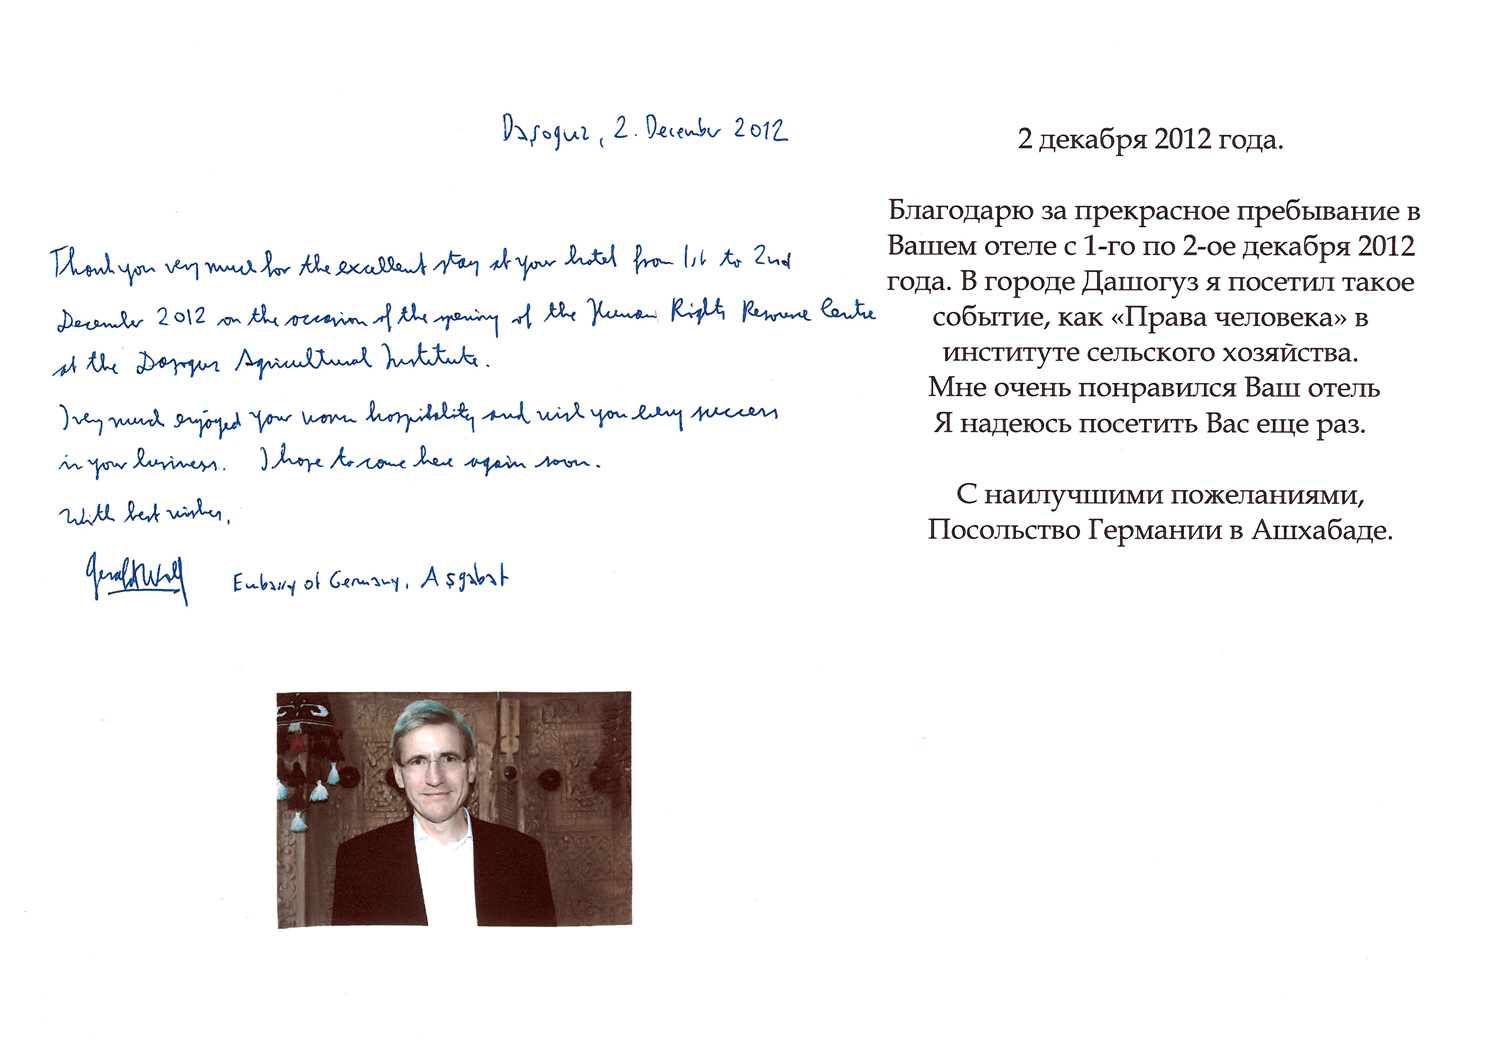 Daşoguz, 2. December 2012
Thank you very much for the excellent stay at your hotel from 1st to 2nd
December 2012 on the occasion of the opening of the Human Rights Resource Centre
at the Daşoguz Agricultural Institute.
I very much enjoyed your warm hospitality and wish you every success
in your business. I hope to come here again soon.
With best wishes,
Gerald Wolf Embassy of Germany, Aşgabat
2 декабря 2012 года.
Благодарю за прекрасное пребывание в
Вашем отеле с 1-го по 2-ое декабря 2012
года. В городе Дашогуз я посетил такое
событие, как «Права человека» в
институте сельского хозяйства.
Мне очень понравился Ваш отель
Я надеюсь посетить Вас еще раз.
С наилучшими пожеланиями,
Посольство Германии в Ашхабаде.